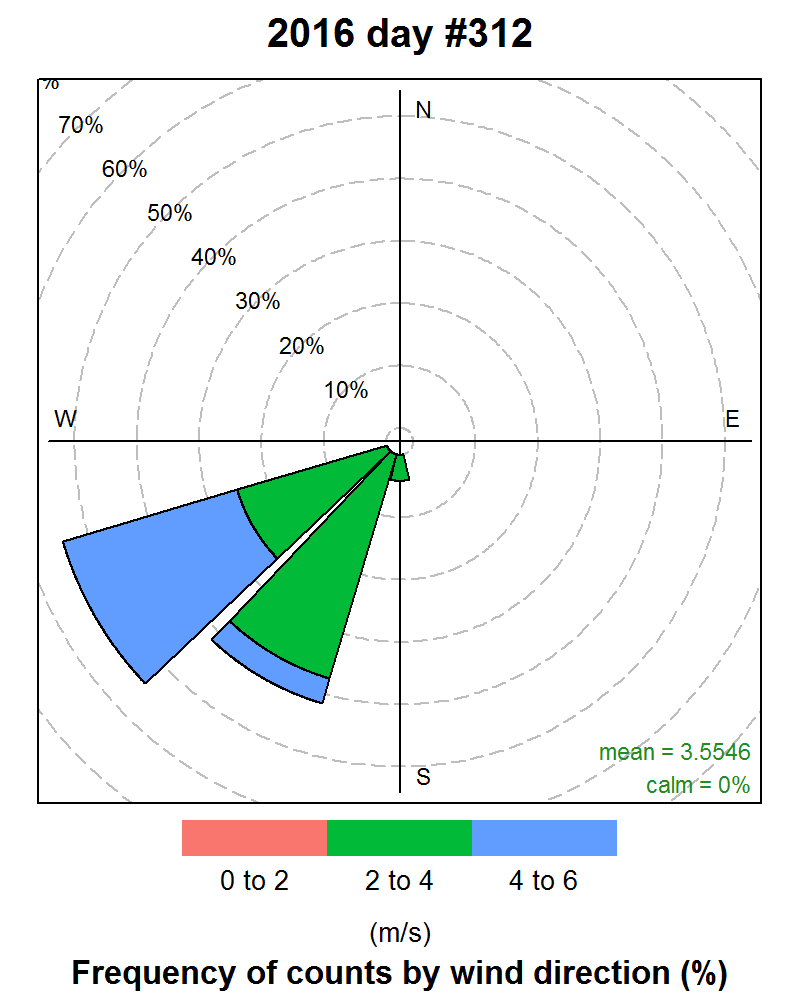 2016 day #312
%
70%
60%
50%
40%
30%
20%
10%
N
W
E
S
mean = 3.5546
calm = 0%
0 to 2 2 to 4 4 to 6
(m/s)
Frequency of counts by wind direction (%)